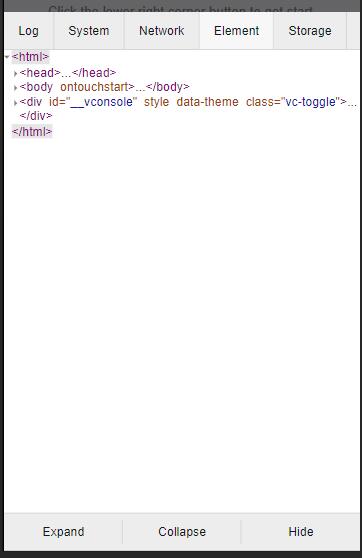 Click the lower right corner button to get start
Log System Network Element Storage
<html>
<head>...</head>
<body ontouchstart>...</body>
<div id="__vconsole" style data-theme class="vc-toggle">...
</div>
</html>
Expand Collapse Hide